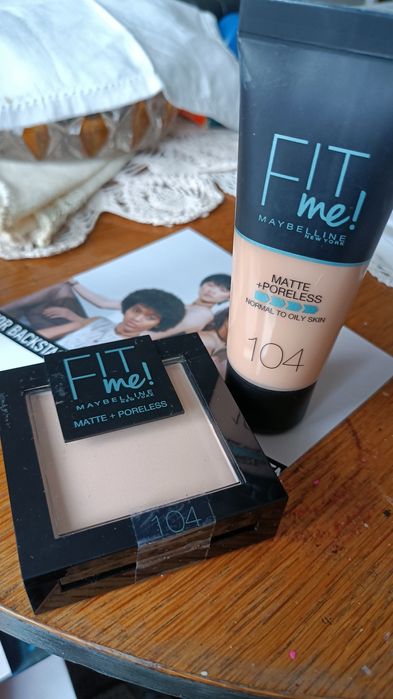 FIT
me!
MAYBELLINE
NEW YORK
MATTE
+PORELESS
NORMAL TO OILY SKIN
104
FIT
me!
MAYBELLINE
NEW YORK
MATTE + PORELESS
104